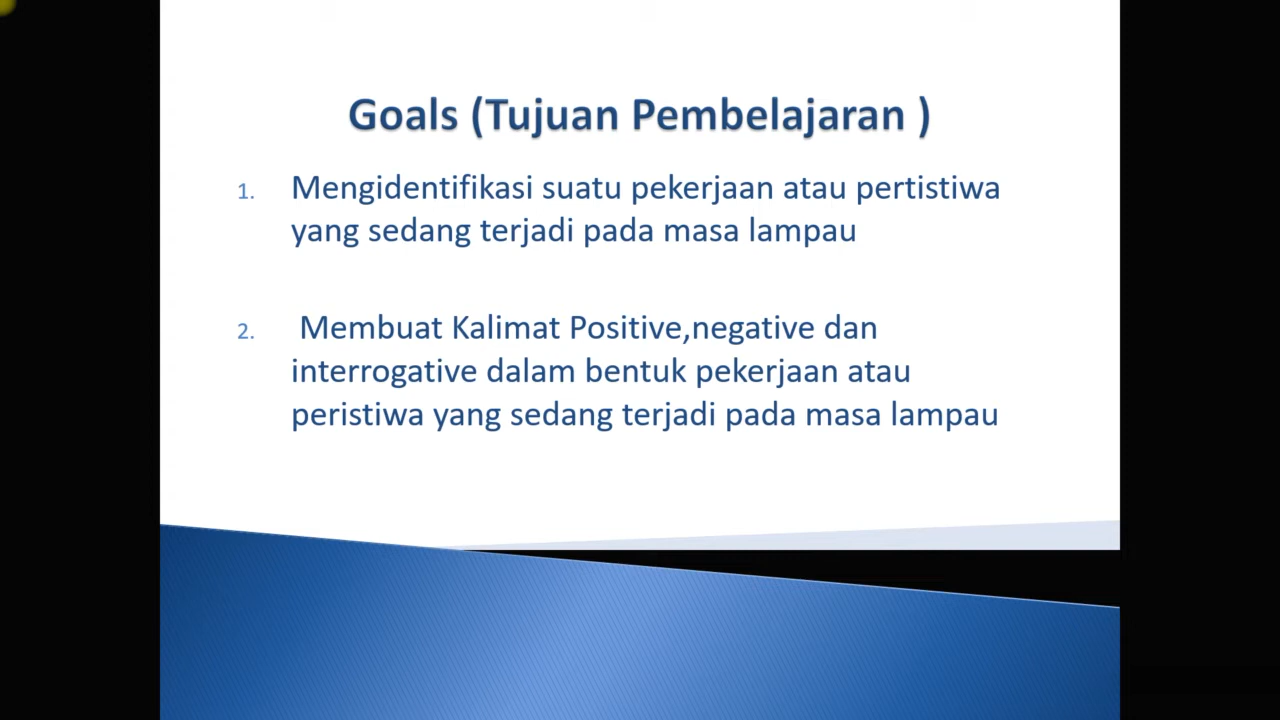 Goals (Tujuan Pembelajaran )
1. Mengidentifikasi suatu pekerjaan atau pertistiwa
yang sedang terjadi pada masa lampau
2. Membuat Kalimat Positive,negative dan
interrogative dalam bentuk pekerjaan atau
peristiwa yang sedang terjadi pada masa lampau